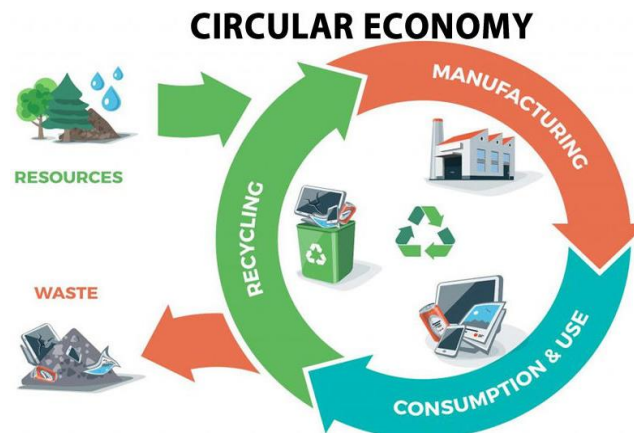 CIRCULAR ECONOMY
MANUFACTURING
RESOURCES
RECYCLING
WASTE
CONSUMPTION & USE